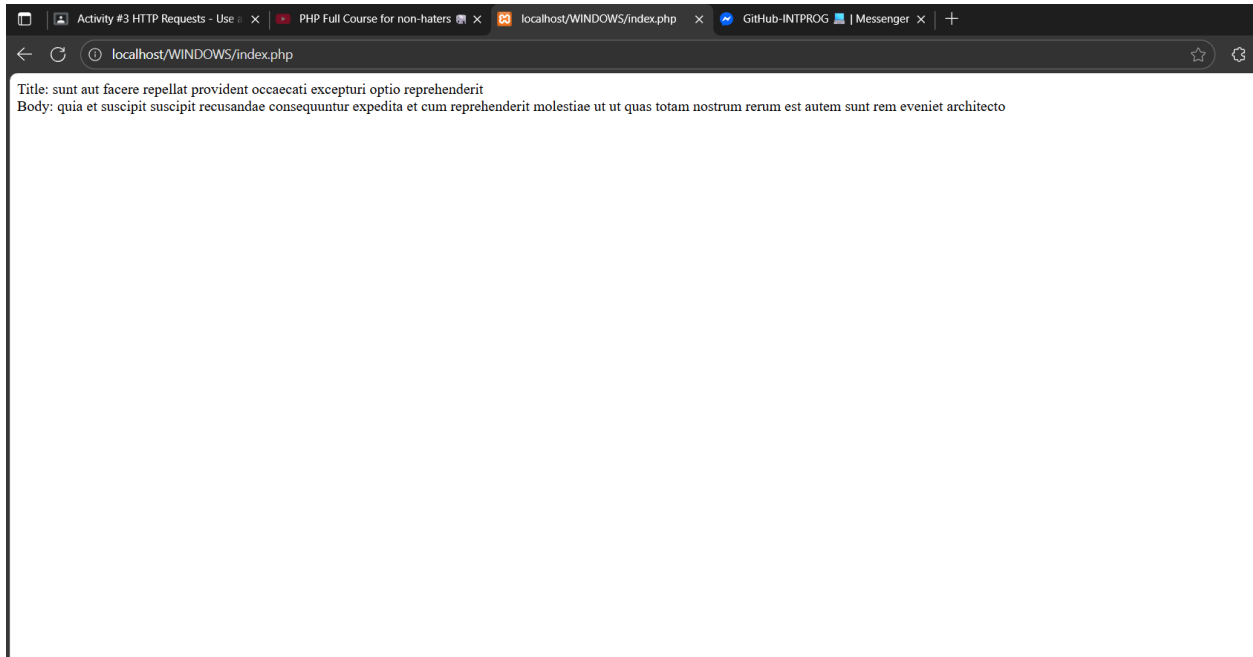 Activity #3 HTTP Requests - Use a
PHP Full Course for non-haters
localhost/WINDOWS/index.php
GitHub-INTPROG 💻 | Messenger
localhost/WINDOWS/index.php
Title: sunt aut facere repellat provident occaecati excepturi optio reprehenderit
Body: quia et suscipit suscipit recusandae consequuntur expedita et cum reprehenderit molestiae ut ut quas totam nostrum rerum est autem sunt rem eveniet architecto